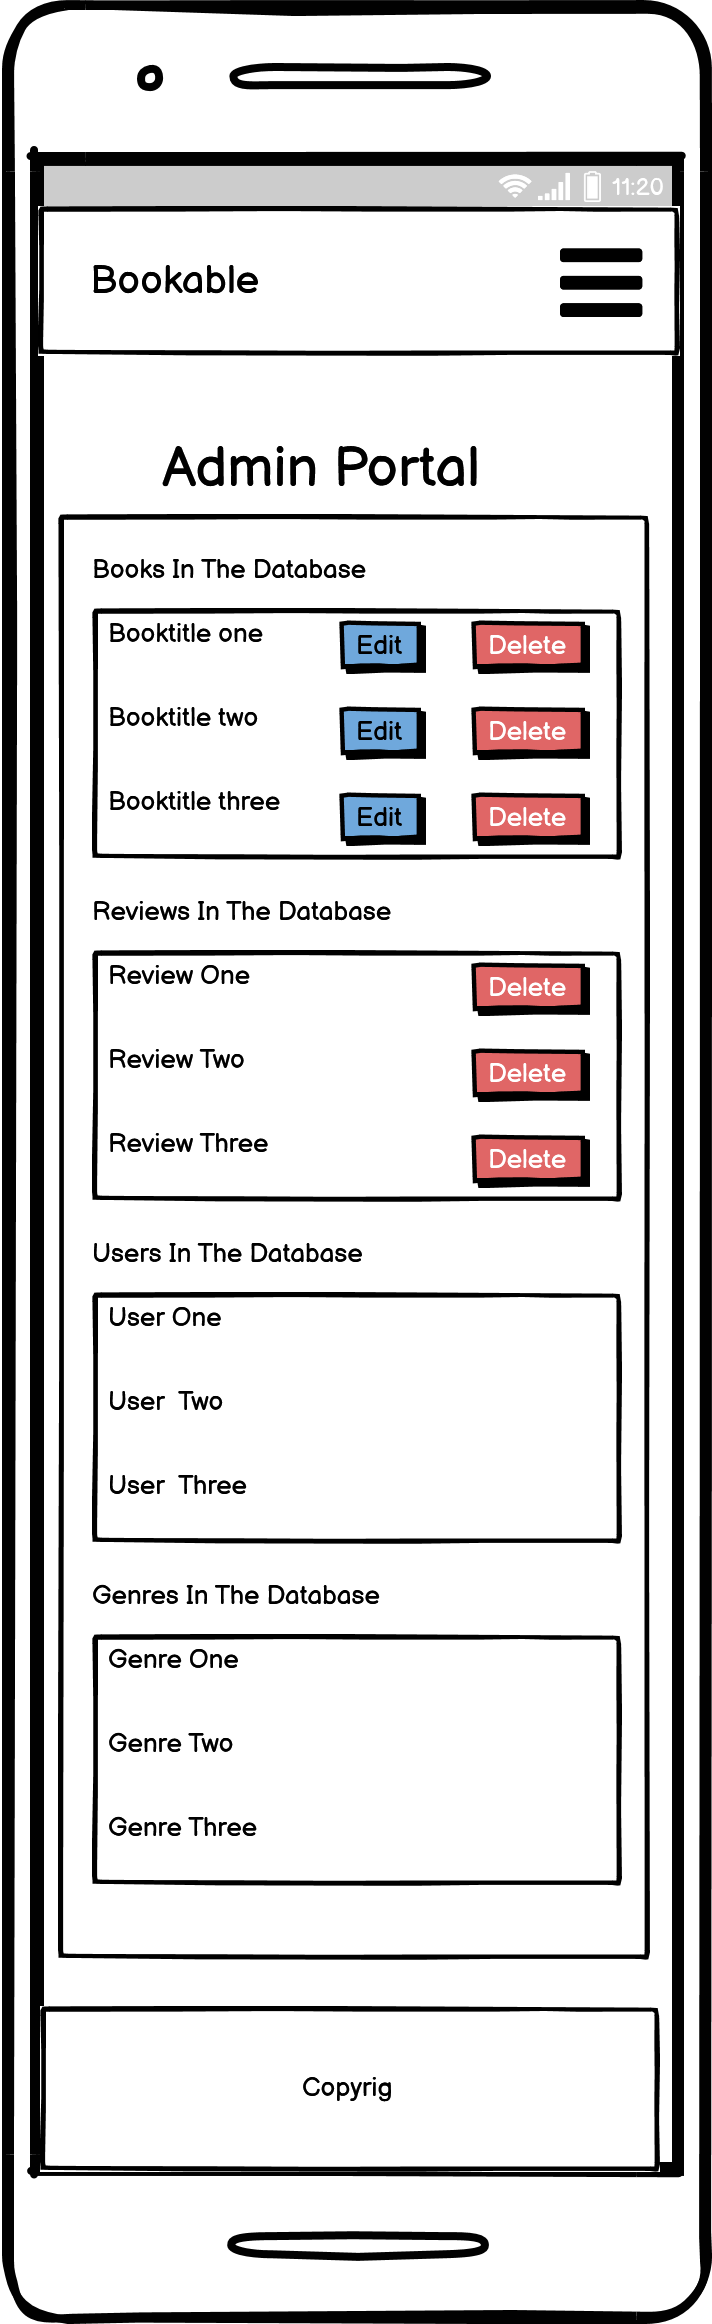 11:20
Bookable
Admin Portal
Books In The Database
Booktitle one Edit Delete
Booktitle two Edit Delete
Booktitle three Edit Delete
Reviews In The Database
Review One Delete
Review Two Delete
Review Three Delete
Users In The Database
User One
User Two
User Three
Genres In The Database
Genre One
Genre Two
Genre Three
Copyrig